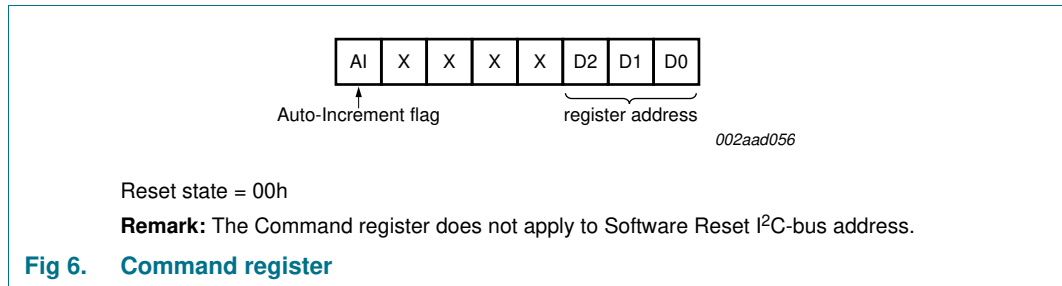 AI X X X X D2 D1 D0
Auto-Increment flag register address
002aad056
Reset state = 00h
Remark: The Command register does not apply to Software Reset I²C-bus address.
Fig 6. Command register